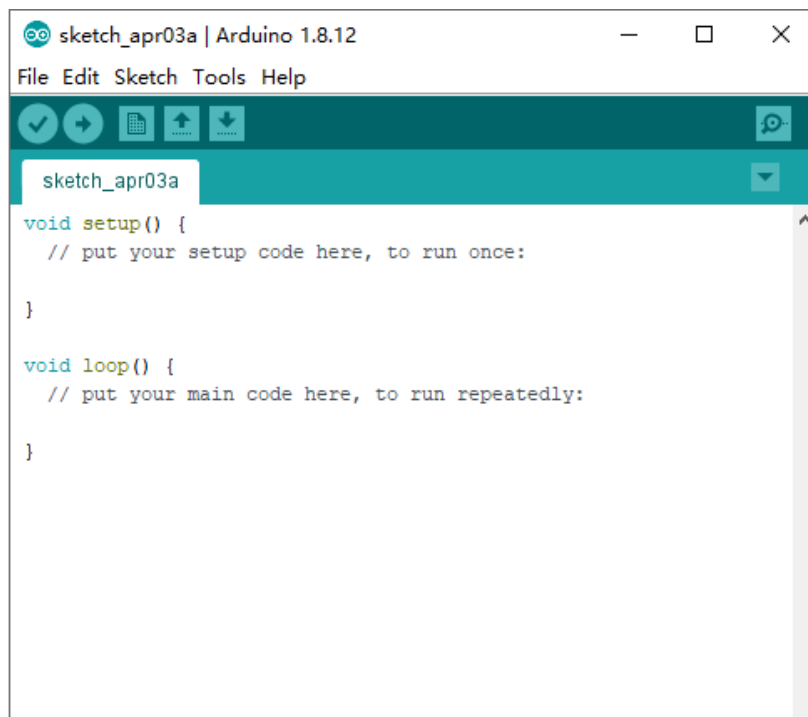 sketch_apr03a | Arduino 1.8.12
File Edit Sketch Tools Help
sketch_apr03a
void setup() {
  // put your setup code here, to run once:

}

void loop() {
  // put your main code here, to run repeatedly:

}